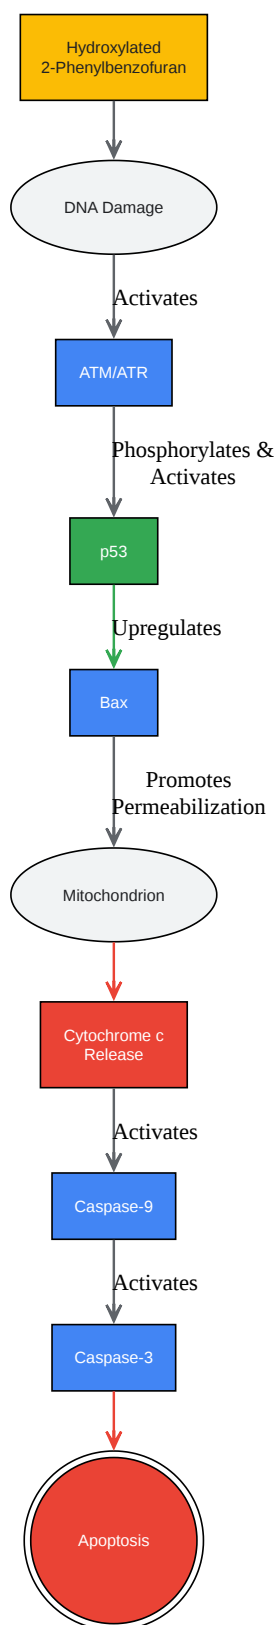 Hydroxylated
2-Phenylbenzofuran
DNA Damage
Activates
ATM/ATR
Phosphorylates &
Activates
p53
Upregulates
Bax
Promotes
Permeabilization
Mitochondrion
Cytochrome c
Release
Activates
Caspase-9
Activates
Caspase-3
Apoptosis